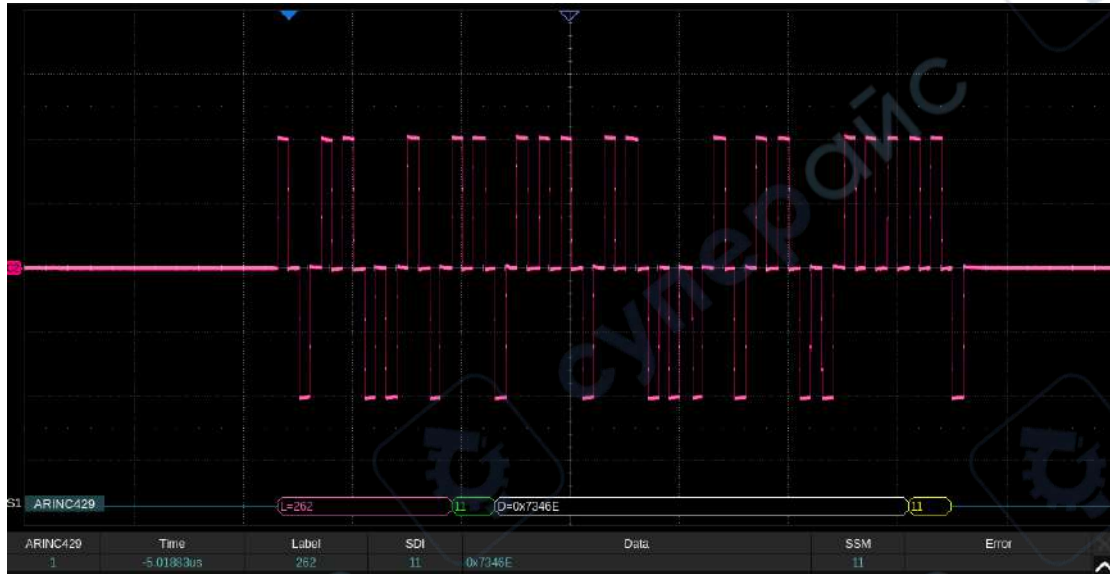 суперайс
C2
S1 ARINC429 L=262 11 D=0x7346E 11
ARINC429 Time Label SDI Data SSM Error
1 -5.01883us 262 11 0x7346E 11